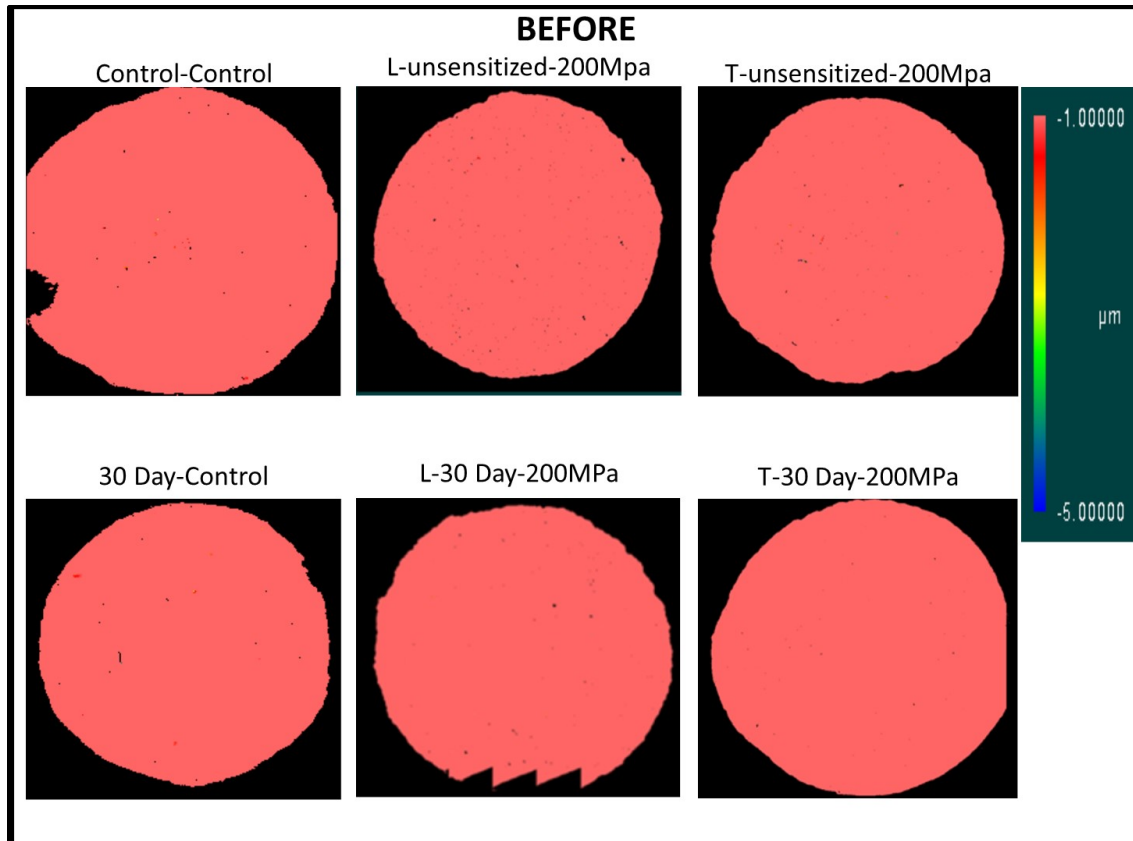 BEFORE
Control-Control
L-unsensitized-200Mpa
T-unsensitized-200Mpa
-1.00000
µm
-5.00000
30 Day-Control
L-30 Day-200MPa
T-30 Day-200MPa